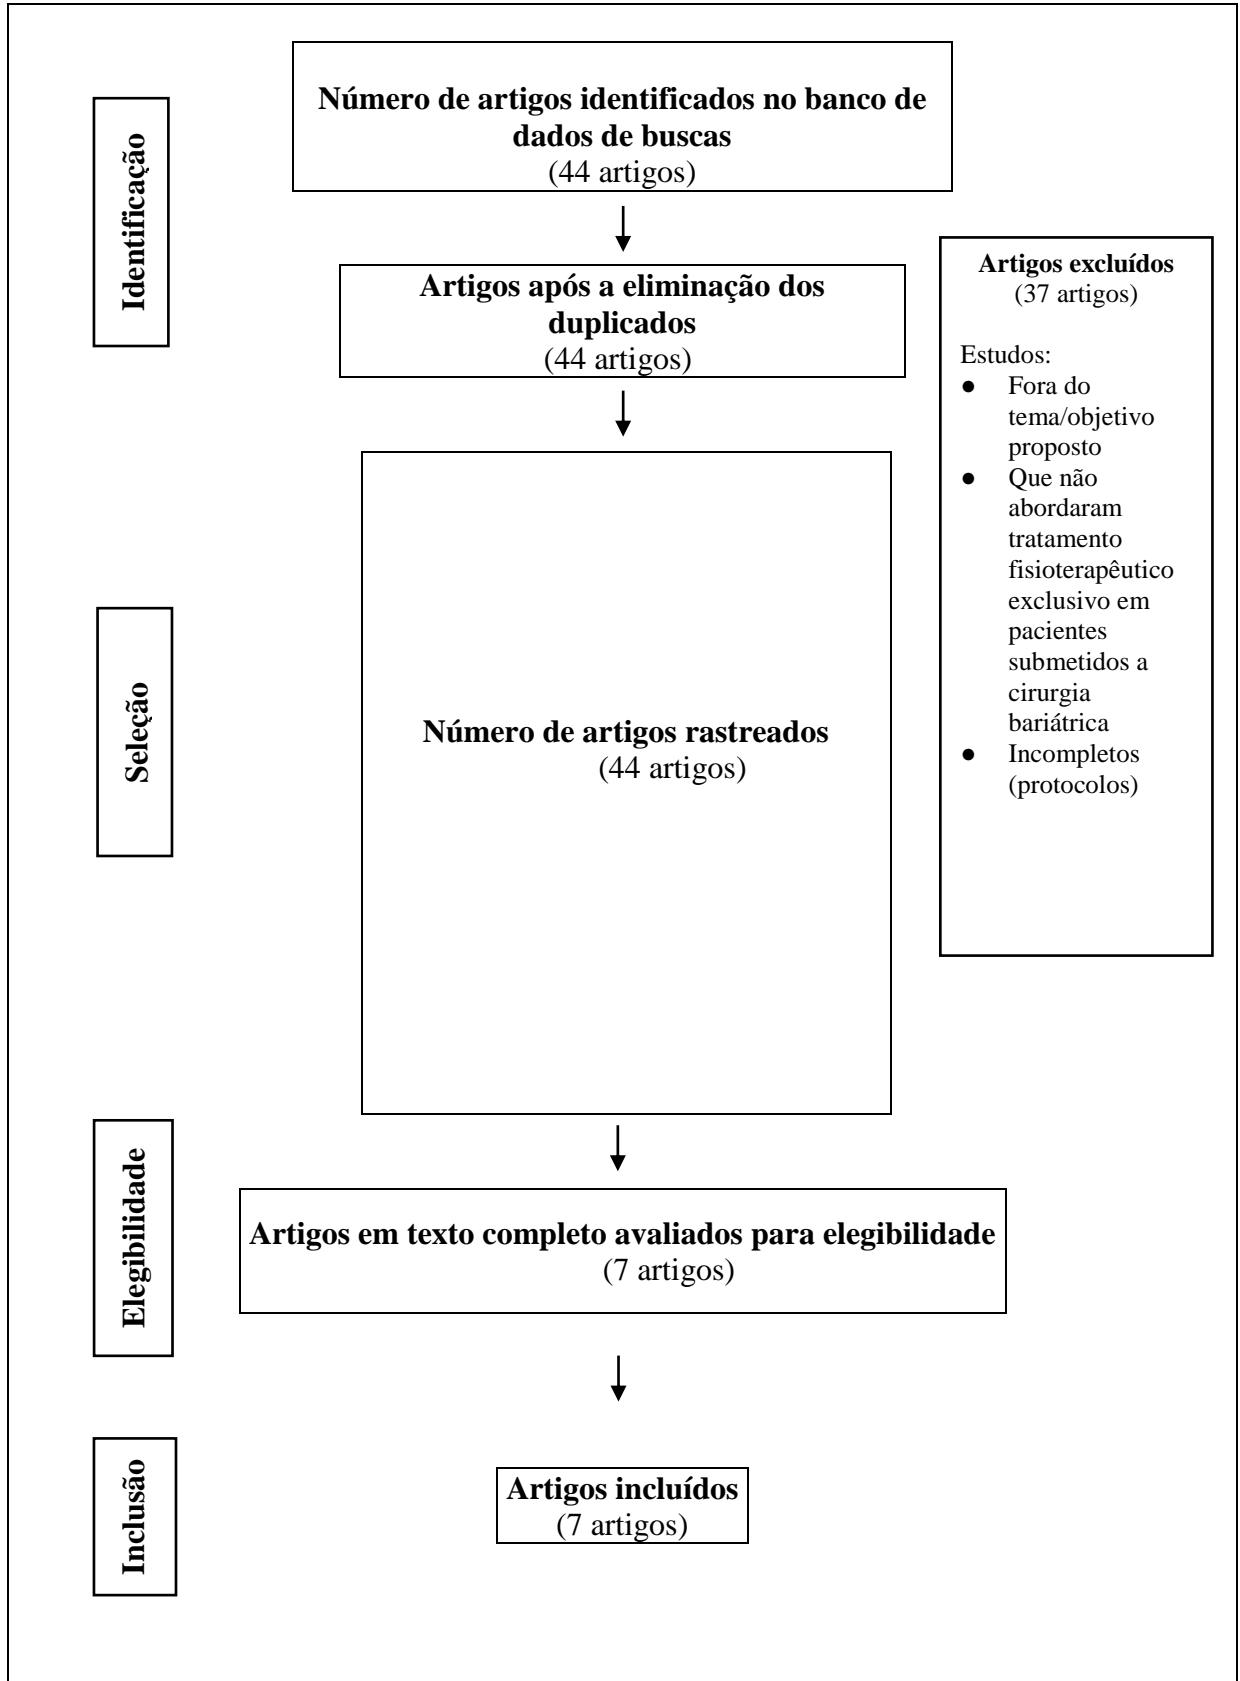 Identificação
Número de artigos identificados no banco de
dados de buscas
(44 artigos)
Artigos após a eliminação dos
duplicados
(44 artigos)
Artigos excluídos
(37 artigos)
Estudos:
● Fora do
tema/objetivo
proposto
● Que não
abordaram
tratamento
fisioterapêutico
exclusivo em
pacientes
submetidos a
cirurgia
bariátrica
● Incompletos
(protocolos)
Seleção
Número de artigos rastreados
(44 artigos)
Elegibilidade
Artigos em texto completo avaliados para elegibilidade
(7 artigos)
Inclusão
Artigos incluídos
(7 artigos)